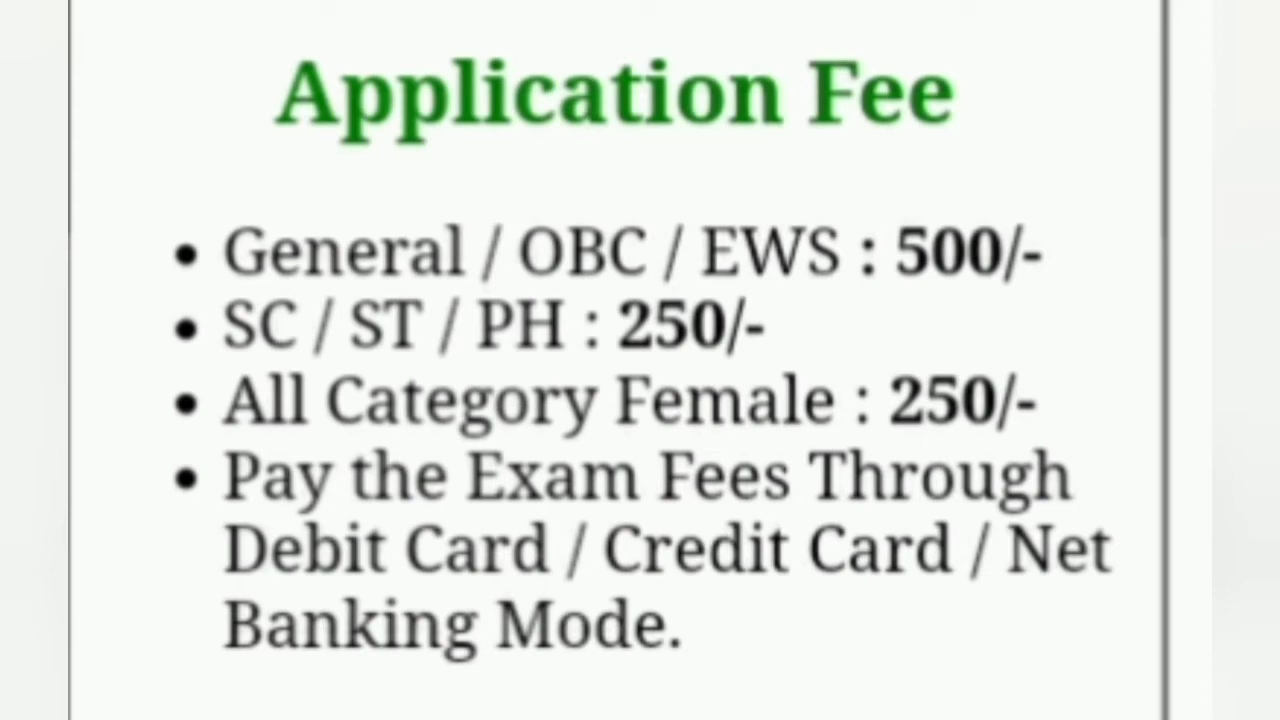 Application Fee
• General / OBC / EWS : 500/-
• SC / ST / PH : 250/-
• All Category Female : 250/-
• Pay the Exam Fees Through
Debit Card / Credit Card / Net
Banking Mode.